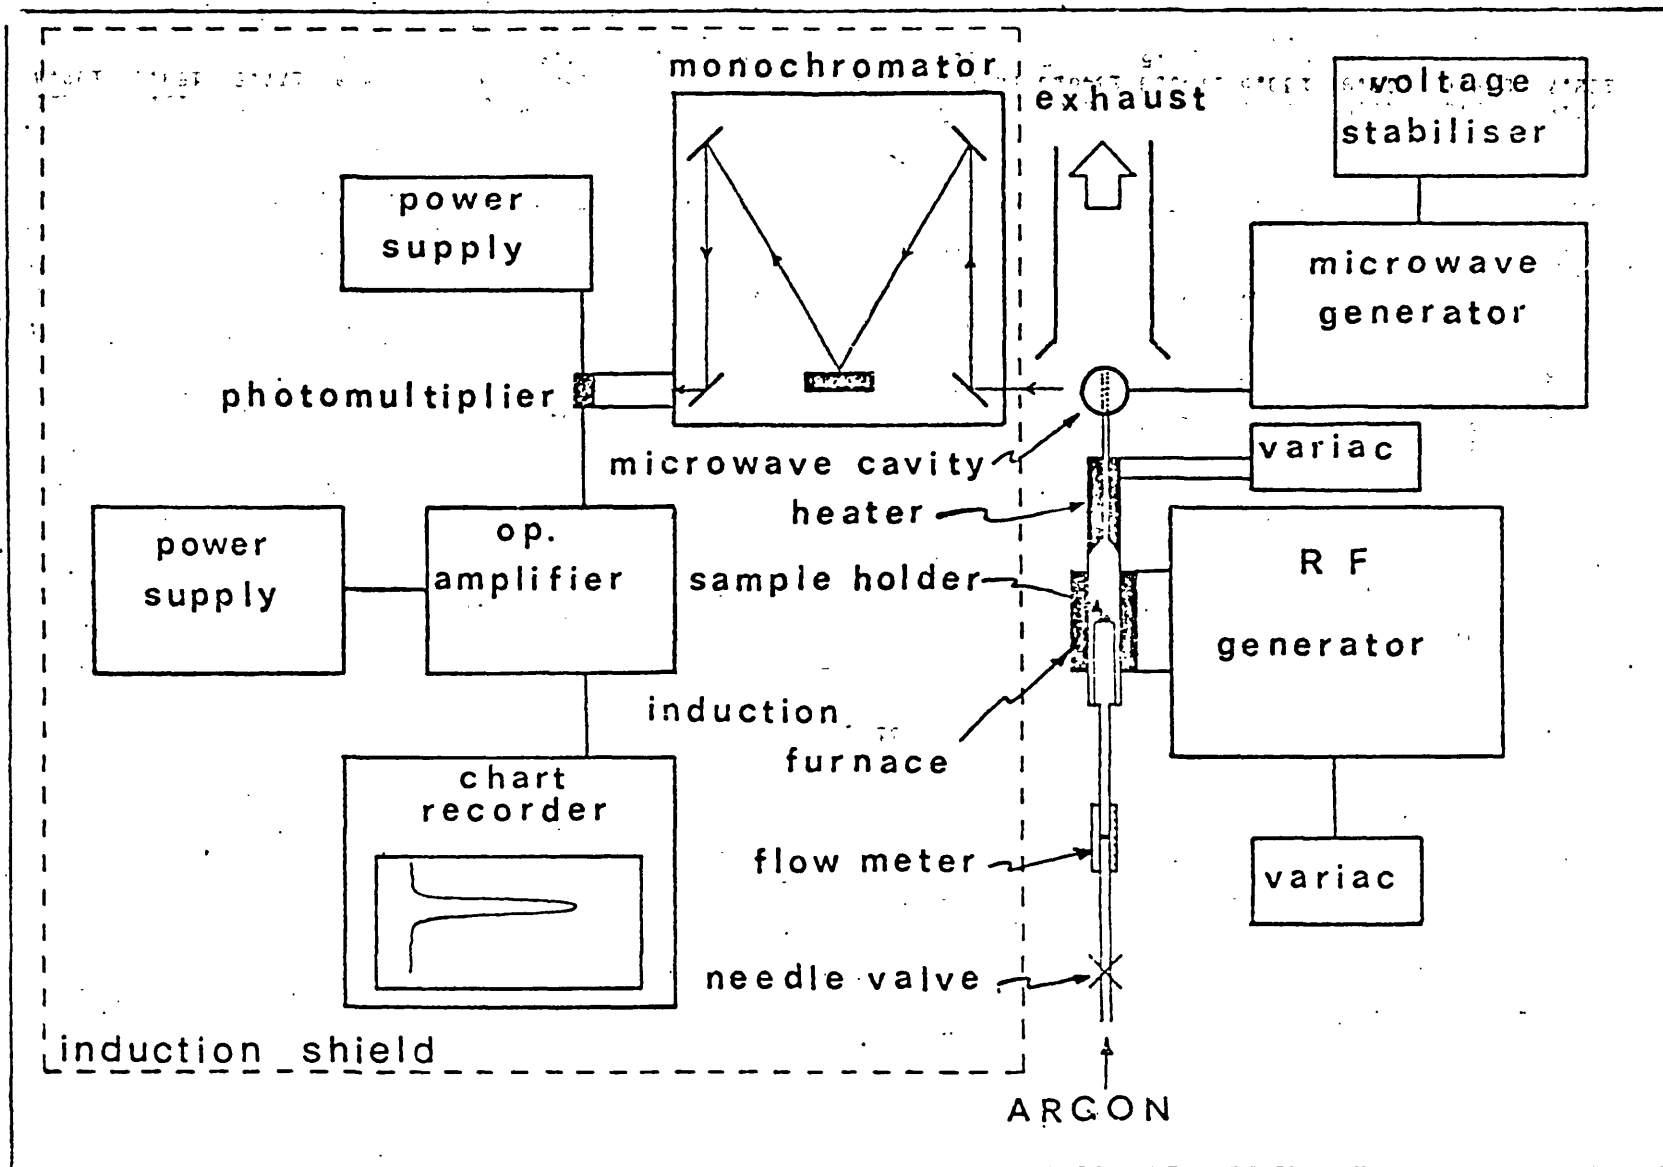 monochromator
exhaust
voltage
stabiliser
power
supply
microwave
generator
photomultiplier
microwave cavity
variac
heater
power
supply
op.
amplifier
sample holder
R F
generator
induction
furnace
chart
recorder
flow meter
variac
needle valve
induction shield
ARGON